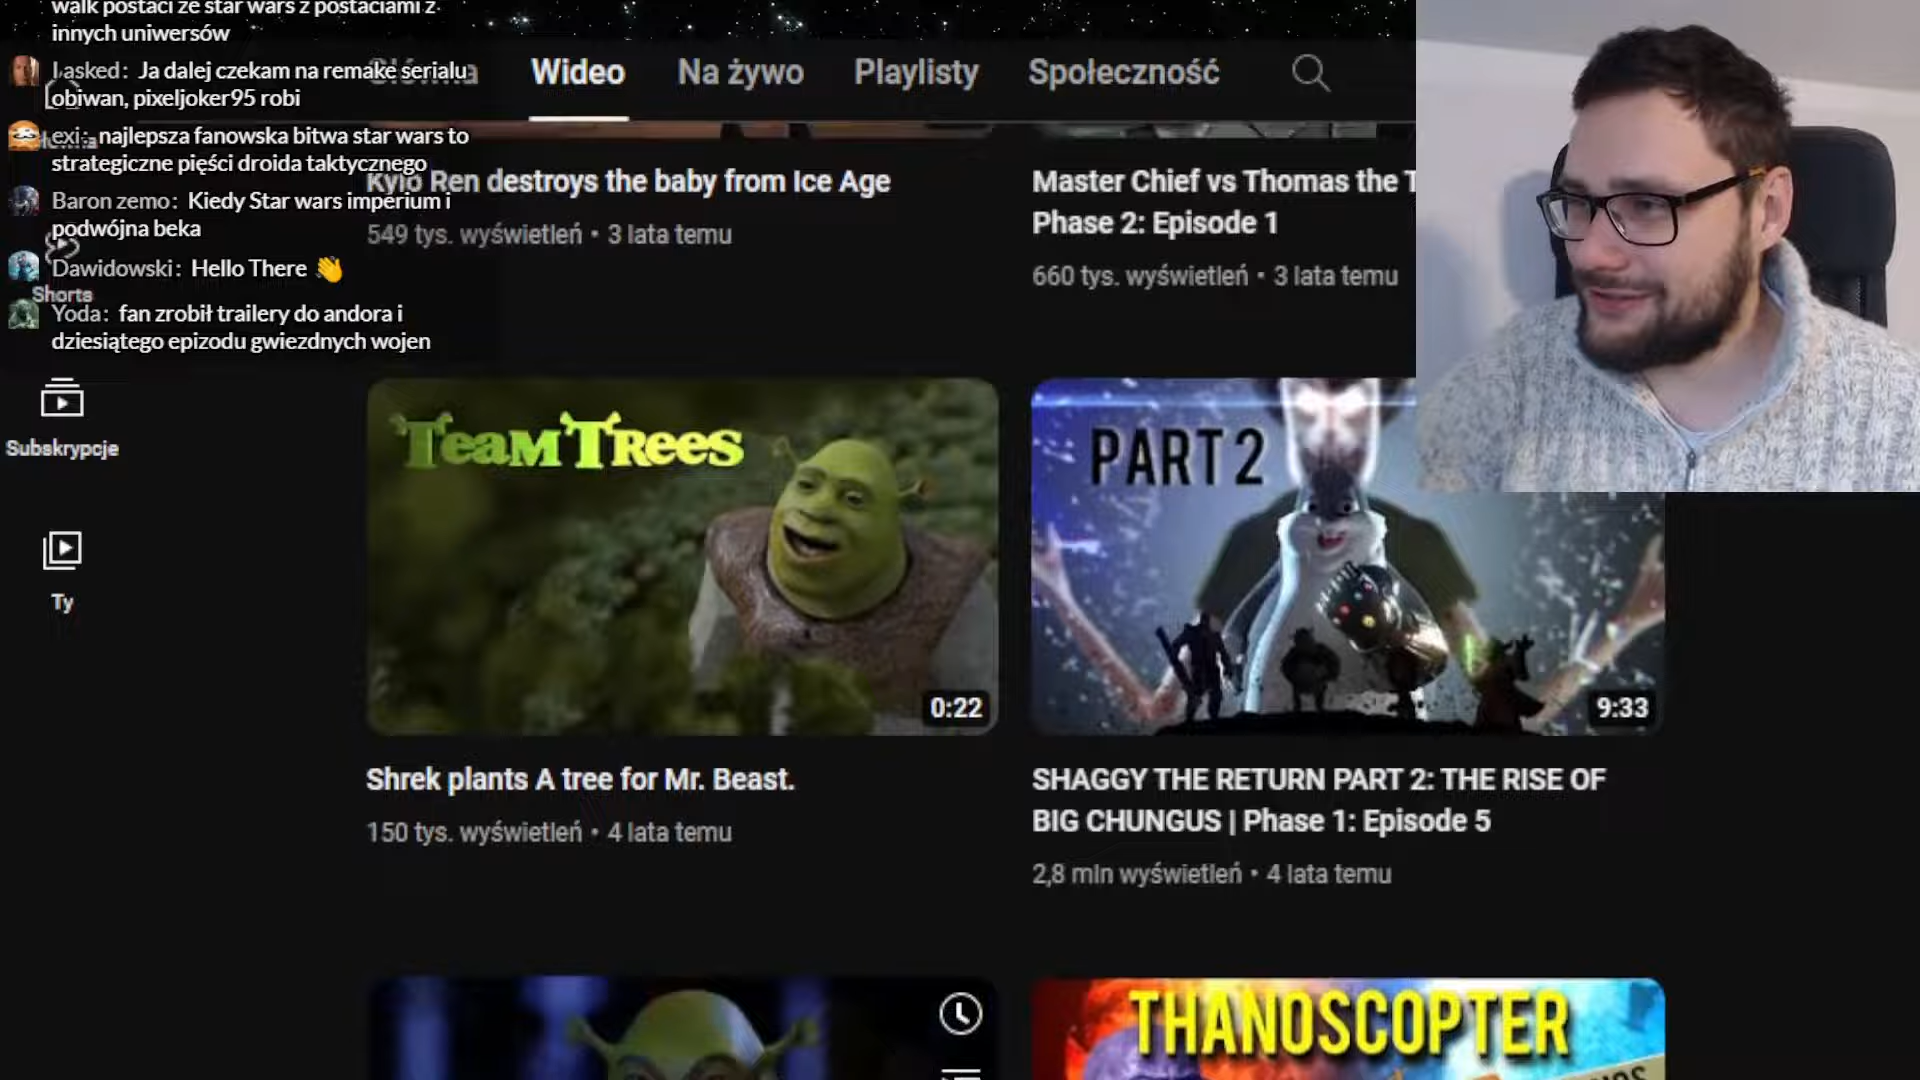 walk postaci ze star wars z postaciami z
innych uniwersów
I asked: Ja dalej czekam na remake serialu
obiwan, pixeljoker95 robi
exi: najlepsza fanowska bitwa star wars to
strategiczne pięści droida taktycznego
Baron zemo: Kiedy Star wars imperium i
podwójna beka
Dawidowski: Hello There 👋
Shorts
Yoda: fan zrobił trailery do andora i
dziesiątego epizodu gwiezdnych wojen
Subskrypcje
Ty
Główna
Wideo
Na żywo
Playlisty
Społeczność
Kylo Ren destroys the baby from Ice Age
549 tys. wyświetleń • 3 lata temu
Master Chief vs Thomas the T
Phase 2: Episode 1
660 tys. wyświetleń • 3 lata temu
TEAM TREES
0:22
Shrek plants A tree for Mr. Beast.
150 tys. wyświetleń • 4 lata temu
PART 2
9:33
SHAGGY THE RETURN PART 2: THE RISE OF
BIG CHUNGUS | Phase 1: Episode 5
2,8 mln wyświetleń • 4 lata temu
THANOSCOPTER